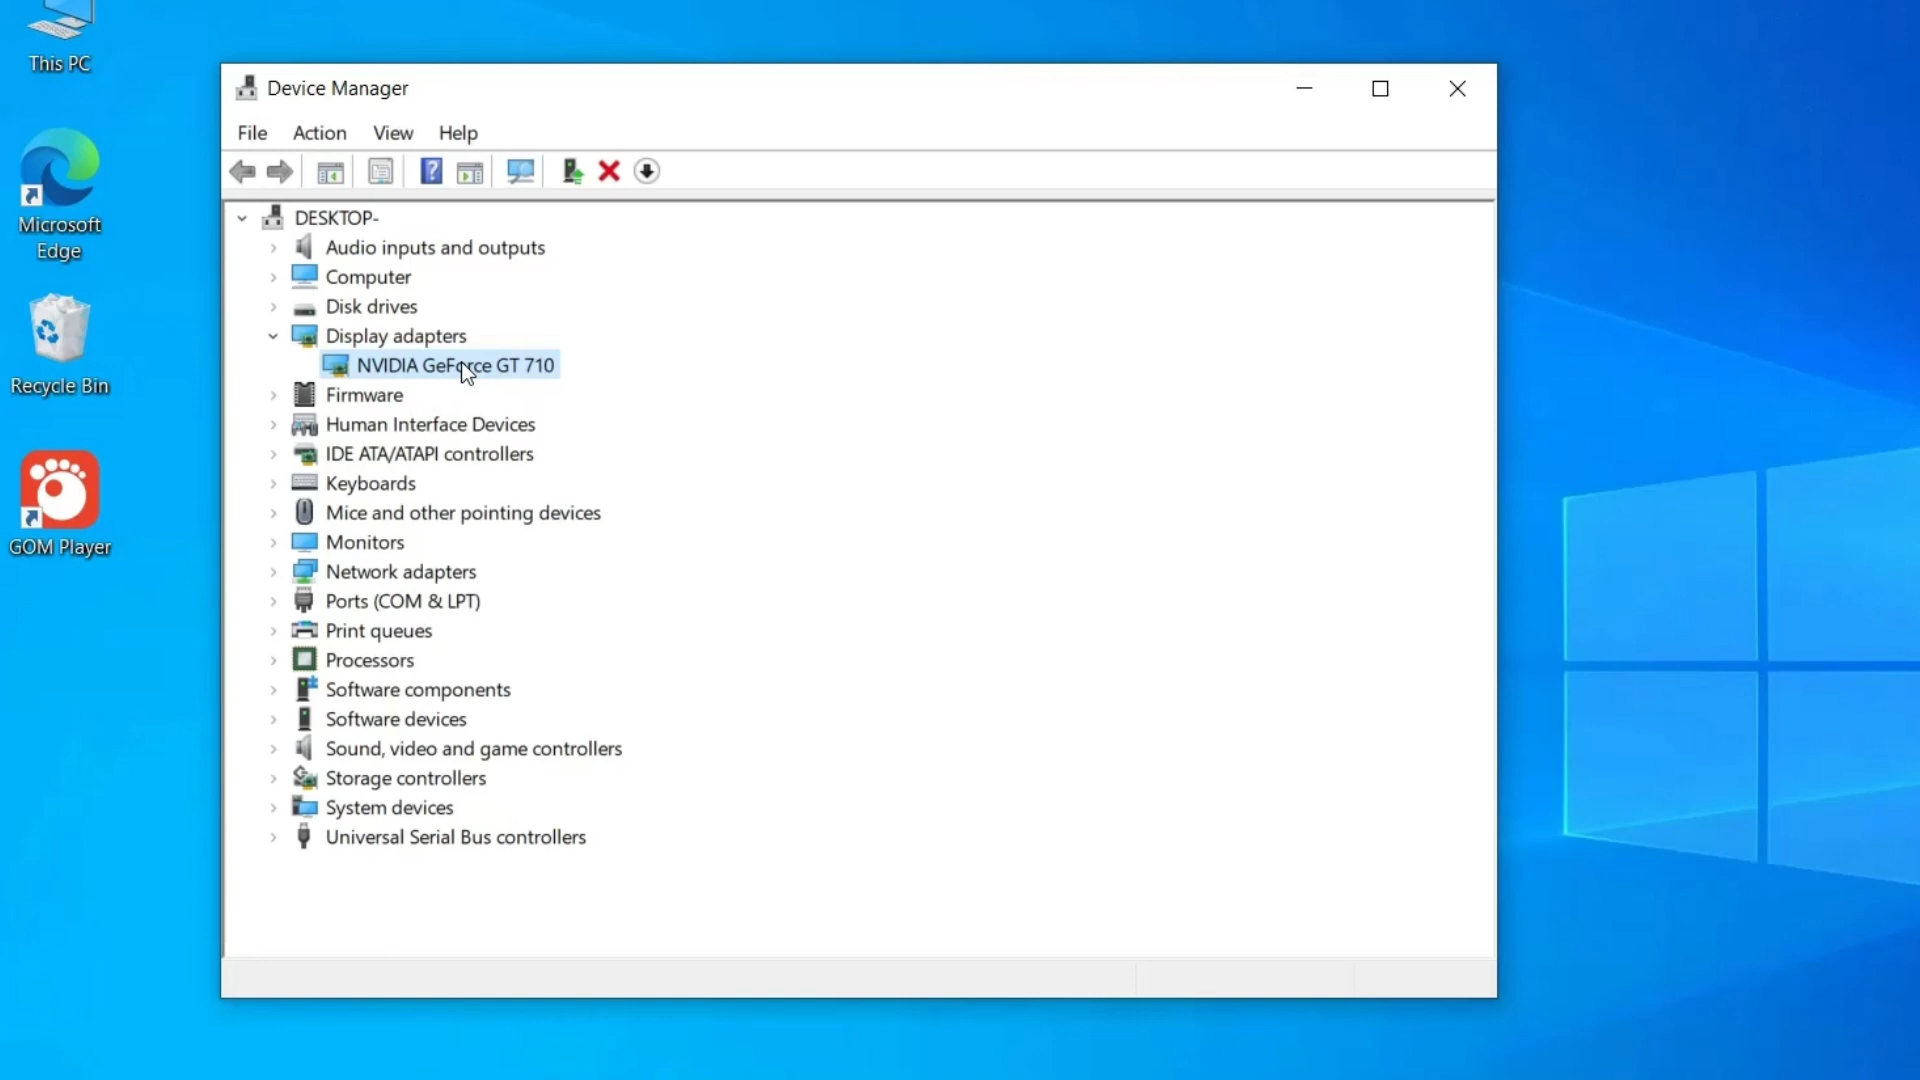 This PC
Microsoft
Edge
Recycle Bin
GOM Player
Device Manager
File Action View Help
DESKTOP-
Audio inputs and outputs
Computer
Disk drives
Display adapters
NVIDIA GeForce GT 710
Firmware
Human Interface Devices
IDE ATA/ATAPI controllers
Keyboards
Mice and other pointing devices
Monitors
Network adapters
Ports (COM & LPT)
Print queues
Processors
Software components
Software devices
Sound, video and game controllers
Storage controllers
System devices
Universal Serial Bus controllers